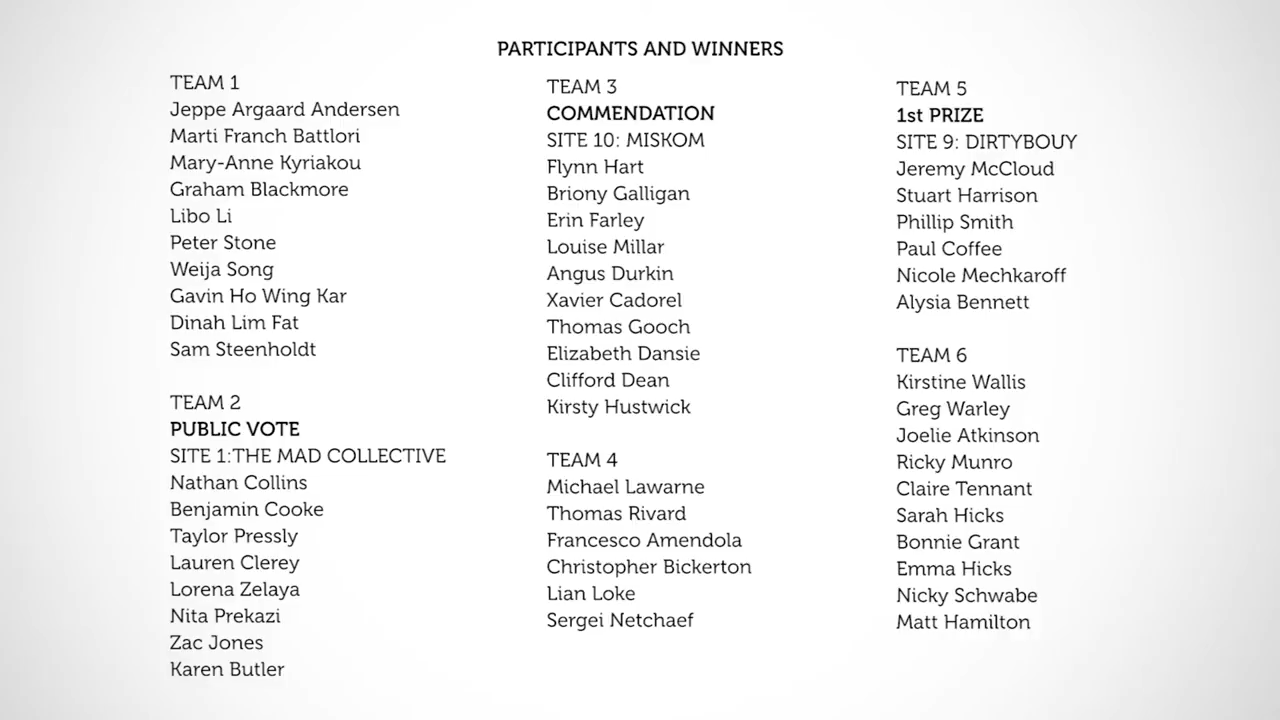 PARTICIPANTS AND WINNERS
TEAM 1
Jeppe Argaard Andersen
Marti Franch Battlori
Mary-Anne Kyriakou
Graham Blackmore
Libo Li
Peter Stone
Weija Song
Gavin Ho Wing Kar
Dinah Lim Fat
Sam Steenholdt
TEAM 2
PUBLIC VOTE
SITE 1:THE MAD COLLECTIVE
Nathan Collins
Benjamin Cooke
Taylor Pressly
Lauren Clerey
Lorena Zelaya
Nita Prekazi
Zac Jones
Karen Butler
TEAM 3
COMMENDATION
SITE 10: MISKOM
Flynn Hart
Briony Galligan
Erin Farley
Louise Millar
Angus Durkin
Xavier Cadorel
Thomas Gooch
Elizabeth Dansie
Clifford Dean
Kirsty Hustwick
TEAM 4
Michael Lawarne
Thomas Rivard
Francesco Amendola
Christopher Bickerton
Lian Loke
Sergei Netchaef
TEAM 5
1st PRIZE
SITE 9: DIRTYBOUY
Jeremy McCloud
Stuart Harrison
Phillip Smith
Paul Coffee
Nicole Mechkaroff
Alysia Bennett
TEAM 6
Kirstine Wallis
Greg Warley
Joelie Atkinson
Ricky Munro
Claire Tennant
Sarah Hicks
Bonnie Grant
Emma Hicks
Nicky Schwabe
Matt Hamilton